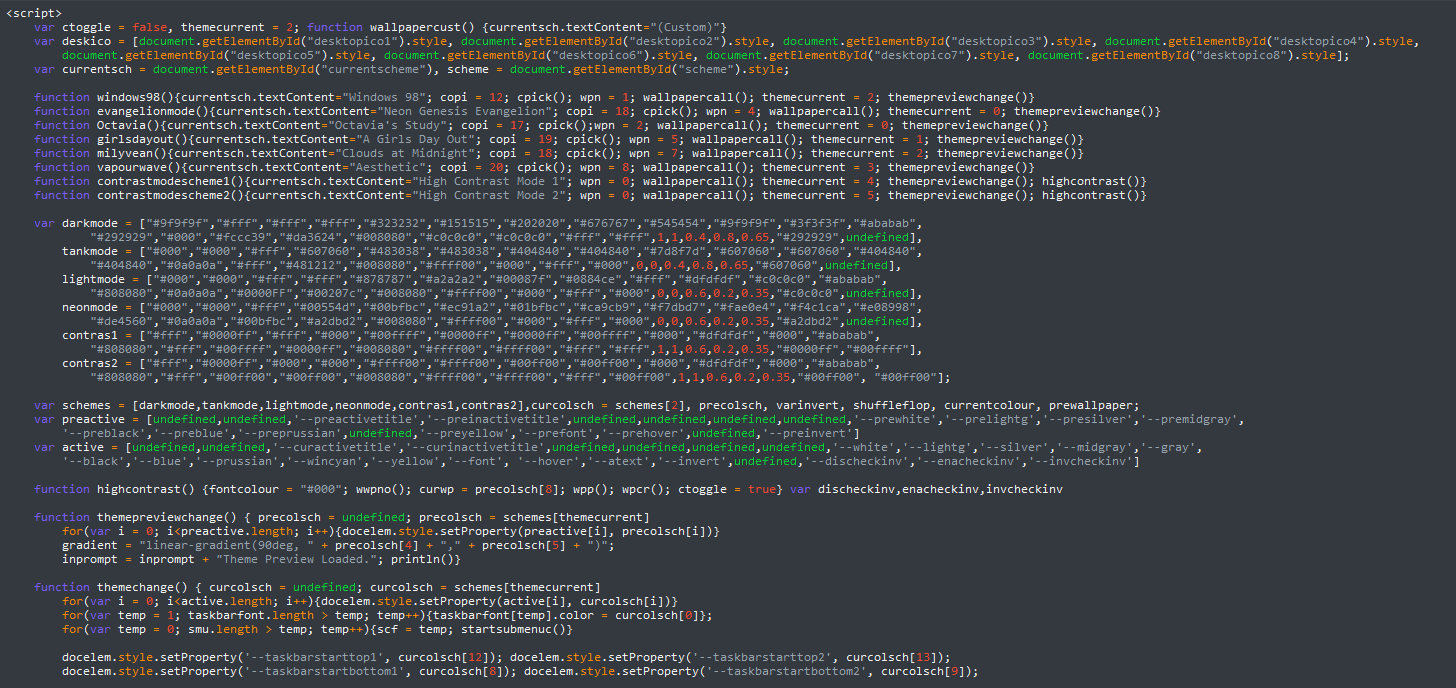 <script>
var ctoggle = false, themecurrent = 2; function wallpapercust() {currentsch.textContent="(Custom)"}
var deskico = [document.getElementById("desktopico1").style, document.getElementById("desktopico2").style, document.getElementById("desktopico3").style, document.getElementById("desktopico4").style,
document.getElementById("desktopico5").style, document.getElementById("desktopico6").style, document.getElementById("desktopico7").style, document.getElementById("desktopico8").style];
var currentsch = document.getElementById("currentscheme"), scheme = document.getElementById("scheme").style;
function windows98(){currentsch.textContent="Windows 98"; copi = 12; cpick(); wpn = 1; wallpapercall(); themecurrent = 2; themepreviewchange()}
function evangelionmode(){currentsch.textContent="Neon Genesis Evangelion"; copi = 18; cpick(); wpn = 4; wallpapercall(); themecurrent = 0; themepreviewchange()}
function Octavia(){currentsch.textContent="Octavia's Study"; copi = 17; cpick();wpn = 2; wallpapercall(); themecurrent = 0; themepreviewchange()}
function girlsdayout(){currentsch.textContent="A Girls Day Out"; copi = 19; cpick(); wpn = 5; wallpapercall(); themecurrent = 1; themepreviewchange()}
function milyvean(){currentsch.textContent="Clouds at Midnight"; copi = 18; cpick(); wpn = 7; wallpapercall(); themecurrent = 2; themepreviewchange()}
function vapourwave(){currentsch.textContent="Aesthetic"; copi = 20; cpick(); wpn = 8; wallpapercall(); themecurrent = 3; themepreviewchange()}
function contrastmodescheme1(){currentsch.textContent="High Contrast Mode 1"; wpn = 0; wallpapercall(); themecurrent = 4; themepreviewchange(); highcontrast()}
function contrastmodescheme2(){currentsch.textContent="High Contrast Mode 2"; wpn = 0; wallpapercall(); themecurrent = 5; themepreviewchange(); highcontrast()}
var darkmode = ["#9f9f9f","#fff","#fff","#fff","#323232","#151515","#202020","#676767","#545454","#9f9f9f","#3f3f3f","#ababab",
"#292929","#000","#fccc39","#da3624","#008080","#c0c0c0","#c0c0c0","#fff","#fff",1,1,0.4,0.8,0.65,"#292929",undefined],
tankmode = ["#000","#000","#fff","#607060","#483038","#483038","#404840","#404840","#7d8f7d","#607060","#607060","#404840",
"#404840","#0a0a0a","#fff","#481212","#008080","#ffff00","#000","#fff","#000",0,0,0.4,0.8,0.65,"#607060",undefined],
lightmode = ["#000","#000","#fff","#fff","#878787","#a2a2a2","#00087f","#0884ce","#fff","#dfdfdf","#c0c0c0","#ababab",
"#808080","#0a0a0a","#0000FF","#00207c","#008080","#ffff00","#000","#fff","#000",0,0,0.6,0.2,0.35,"#c0c0c0",undefined],
neonmode = ["#000","#000","#fff","#00554d","#00bfbc","#ec91a2","#01bfbc","#ca9cb9","#f7dbd7","#fae0e4","#f4c1ca","#e08998",
"#de4560","#0a0a0a","#00bfbc","#a2dbd2","#008080","#ffff00","#000","#fff","#000",0,0,0.6,0.2,0.35,"#a2dbd2",undefined],
contras1 = ["#fff","#0000ff","#fff","#000","#00ffff","#0000ff","#0000ff","#00ffff","#000","#dfdfdf","#000","#ababab",
"#808080","#fff","#00ffff","#0000ff","#008080","#ffff00","#ffff00","#fff","#fff",1,1,0.6,0.2,0.35,"#0000ff","#00ffff"],
contras2 = ["#fff","#0000ff","#000","#000","#ffff00","#ffff00","#00ff00","#00ff00","#000","#dfdfdf","#000","#ababab",
"#808080","#fff","#00ff00","#00ff00","#008080","#ffff00","#ffff00","#fff","#00ff00",1,1,0.6,0.2,0.35,"#00ff00", "#00ff00"];
var schemes = [darkmode,tankmode,lightmode,neonmode,contras1,contras2],curcolsch = schemes[2], precolsch, varinvert, shuffleflop, currentcolour, prewallpaper;
var preactive = [undefined,undefined,'--preactivetitle','--preinactivetitle',undefined,undefined,undefined,undefined,'--prewhite','--prelightg','--presilver','--premidgray',
'--preblack','--preblue','--preprussian',undefined,'--preyellow','--prefont','--prehover',undefined,'--preinvert']
var active = [undefined,undefined,'--curactivetitle','--curinactivetitle',undefined,undefined,undefined,undefined,'--white','--lightg','--silver','--midgray','--gray',
'--black','--blue','--prussian','--wincyan','--yellow','--font', '--hover','--atext','--invert',undefined,'--discheckinv','--enacheckinv','--invcheckinv']
function highcontrast() {fontcolour = "#000"; wwpno(); curwp = precolsch[8]; wpp(); wpcr(); ctoggle = true} var discheckinv,enacheckinv,invcheckinv
function themepreviewchange() { precolsch = undefined; precolsch = schemes[themecurrent]
for(var i = 0; i<preactive.length; i++){docelem.style.setProperty(preactive[i], precolsch[i])}
gradient = "linear-gradient(90deg, " + precolsch[4] + "," + precolsch[5] + ")";
inprompt = inprompt + "Theme Preview Loaded."; println()}
function themechange() { curcolsch = undefined; curcolsch = schemes[themecurrent]
for(var i = 0; i<active.length; i++){docelem.style.setProperty(active[i], curcolsch[i])}
for(var temp = 1; taskbarfont.length > temp; temp++){taskbarfont[temp].color = curcolsch[0]};
for(var temp = 0; smu.length > temp; temp++){scf = temp; startsubmenuc()}
docelem.style.setProperty('--taskbarstarttop1', curcolsch[12]); docelem.style.setProperty('--taskbarstarttop2', curcolsch[13]);
docelem.style.setProperty('--taskbarstartbottom1', curcolsch[8]); docelem.style.setProperty('--taskbarstartbottom2', curcolsch[9]);